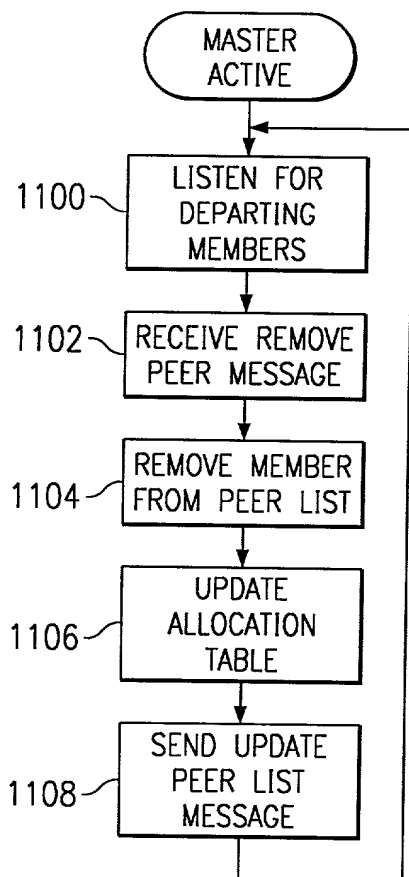 MASTER
ACTIVE
1100
LISTEN FOR
DEPARTING
MEMBERS
1102
RECEIVE REMOVE
PEER MESSAGE
1104
REMOVE MEMBER
FROM PEER LIST
1106
UPDATE
ALLOCATION
TABLE
1108
SEND UPDATE
PEER LIST
MESSAGE